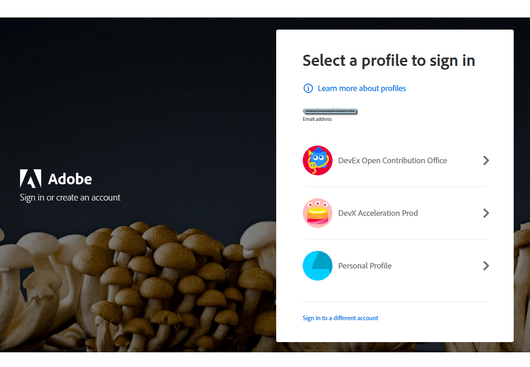 Adobe
Sign in or create an account
Select a profile to sign in
Learn more about profiles
Email address
DevEx Open Contribution Office
DevX Acceleration Prod
Personal Profile
Sign in to a different account